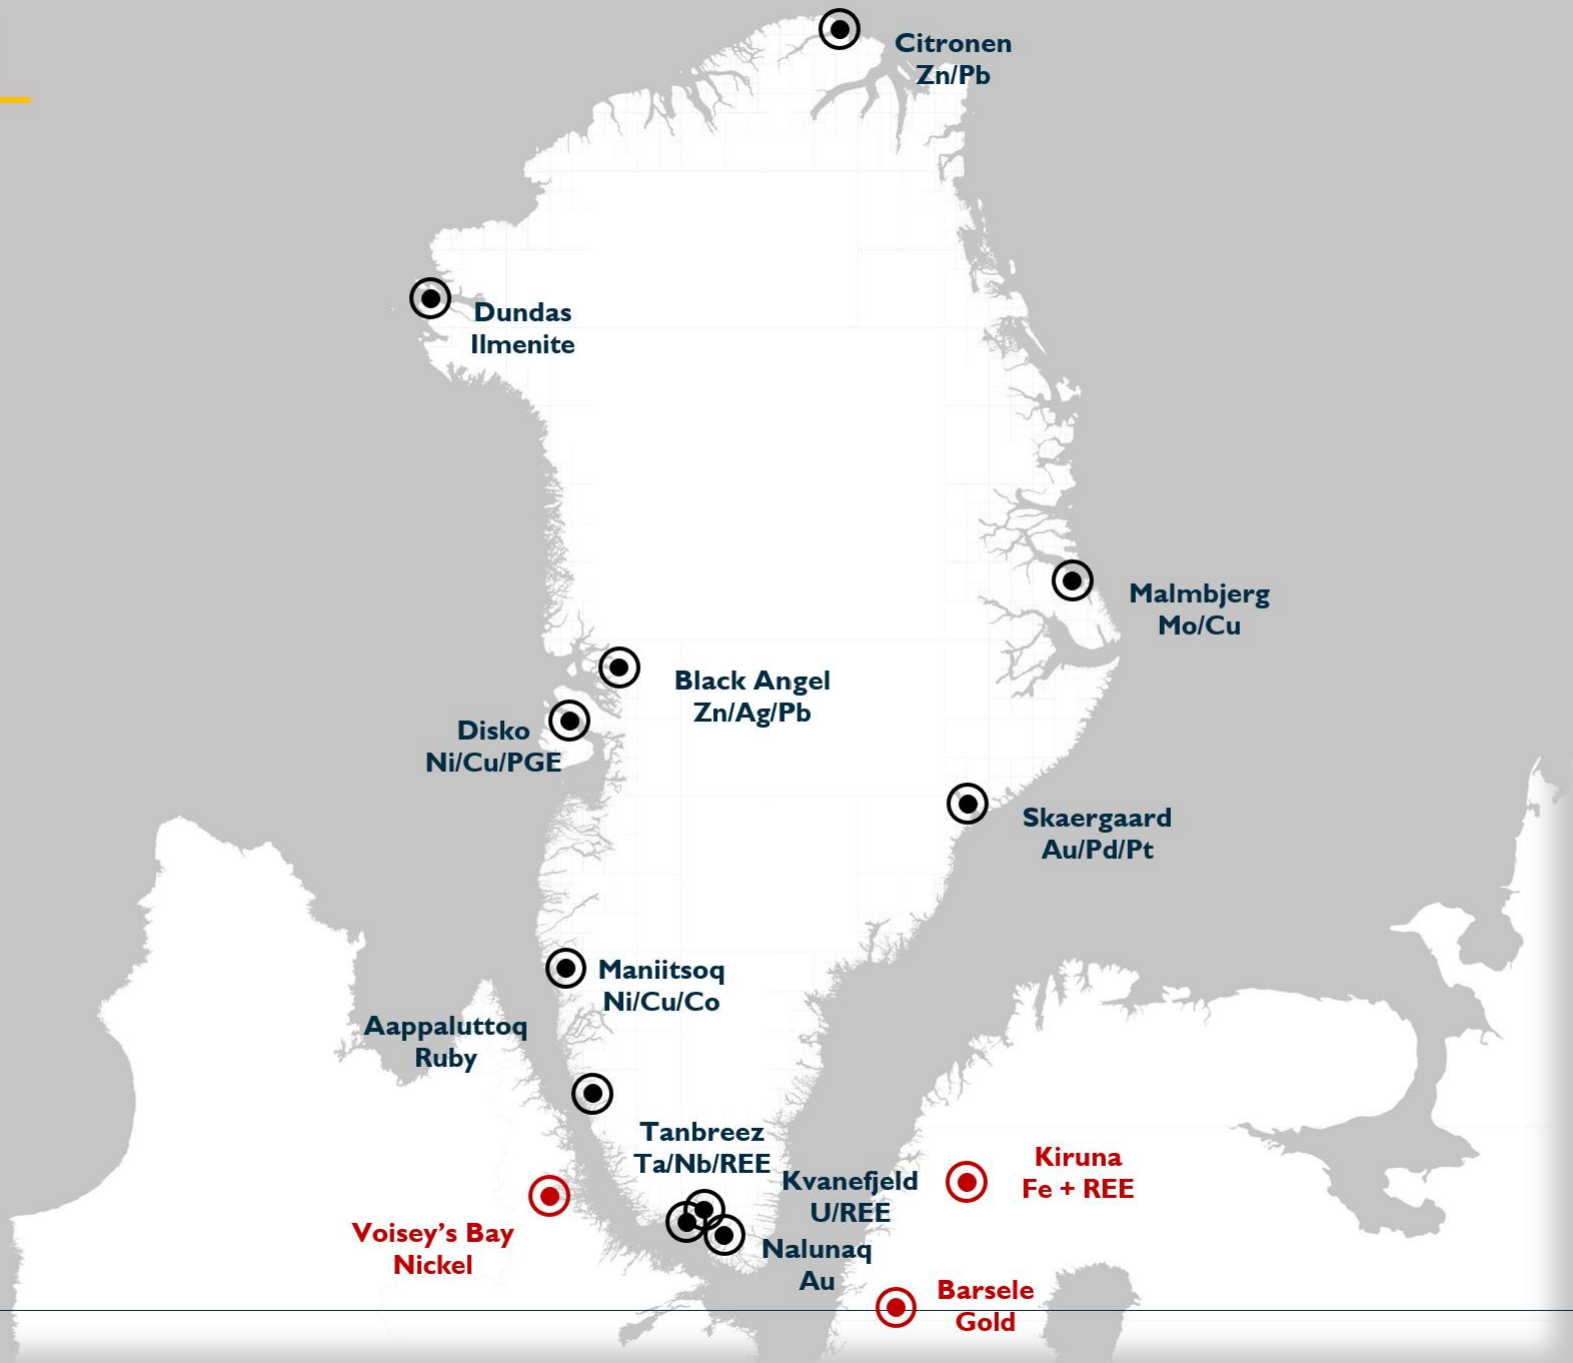 Citronen
Zn/Pb
Dundas
Ilmenite
Malmbjerg
Mo/Cu
Black Angel
Zn/Ag/Pb
Disko
Ni/Cu/PGE
Skaergaard
Au/Pd/Pt
Maniitsoq
Ni/Cu/Co
Aappaluttoq
Ruby
Tanbreez
Ta/Nb/REE
Kvanefjeld
U/REE
Kiruna
Fe + REE
Voisey’s Bay
Nickel
Nalunaq
Au
Barsele
Gold